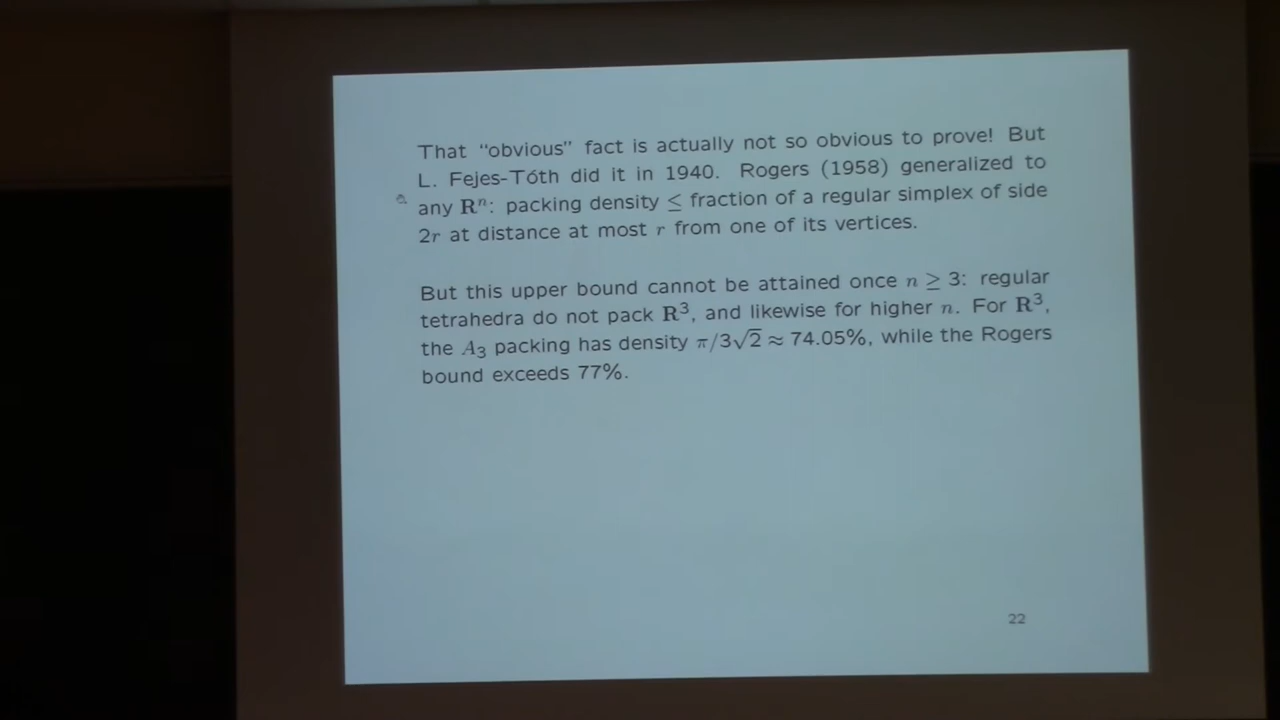 That “obvious” fact is actually not so obvious to prove! But
L. Fejes-Tóth did it in 1940. Rogers (1958) generalized to
any Rⁿ: packing density ≤ fraction of a regular simplex of side
2r at distance at most r from one of its vertices.
But this upper bound cannot be attained once n ≥ 3: regular
tetrahedra do not pack R³, and likewise for higher n. For R³,
the A₃ packing has density π/3√2 ≈ 74.05%, while the Rogers
bound exceeds 77%.
22